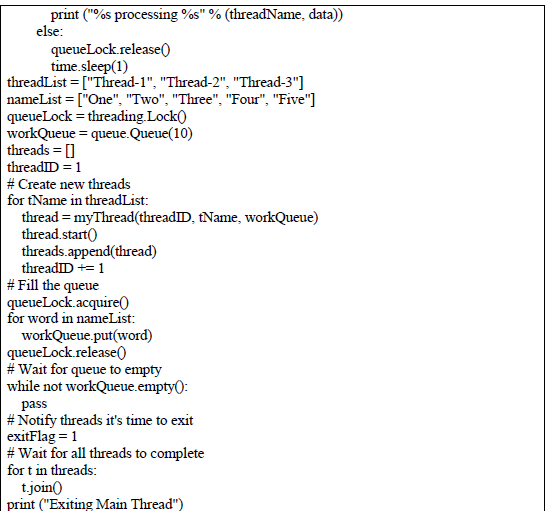 print ("%s processing %s" % (threadName, data))
else:
queueLock.release()
time.sleep(1)
threadList = ["Thread-1", "Thread-2", "Thread-3"]
nameList = ["One", "Two", "Three", "Four", "Five"]
queueLock = threading.Lock()
workQueue = queue.Queue(10)
threads = []
threadID = 1
# Create new threads
for tName in threadList:
thread = myThread(threadID, tName, workQueue)
thread.start()
threads.append(thread)
threadID += 1
# Fill the queue
queueLock.acquire()
for word in nameList:
workQueue.put(word)
queueLock.release()
# Wait for queue to empty
while not workQueue.empty():
pass
# Notify threads it's time to exit
exitFlag = 1
# Wait for all threads to complete
for t in threads:
t.join()
print ("Exiting Main Thread")